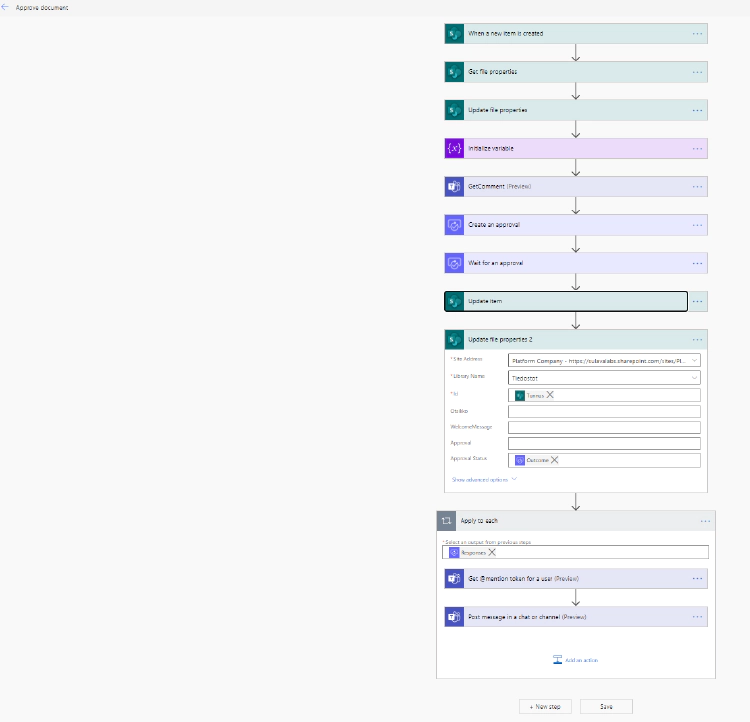 Approve document
When a new item is created
Get file properties
Update file properties
{x} Initialize variable
GetComment (Preview)
Create an approval
Wait for an approval
Update item
Update file properties 2
* Site Address
Platform Company - https://sulavalabs.sharepoint.com/sites/Pl...
* Library Name
Tiedostot
* Id
Tunnus
Otsikko
WelcomeMessage
Approval
Approval Status
Outcome
Show advanced options
Apply to each
* Select an output from previous steps
Responses
Get @mention token for a user (Preview)
Post message in a chat or channel (Preview)
Add an action
+ New step
Save